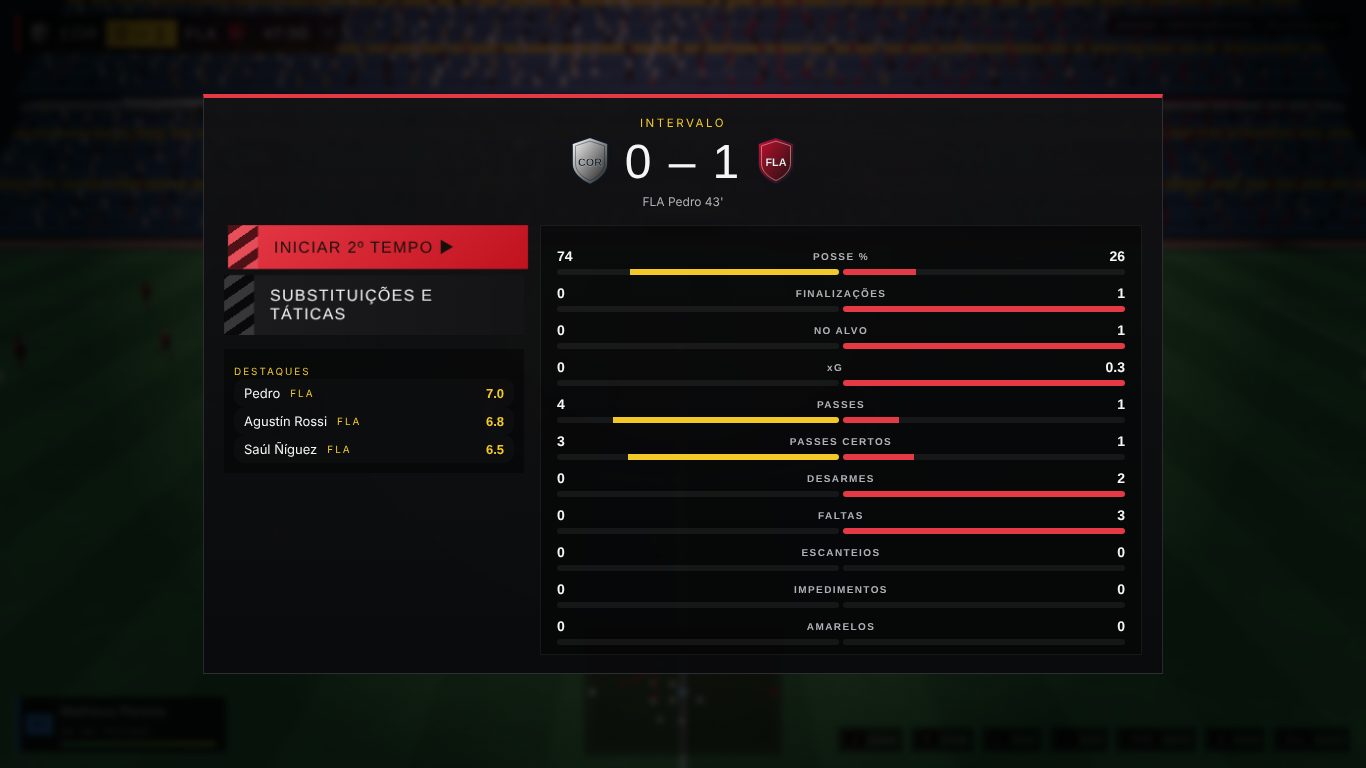 INTERVALO
COR 0 – 1 FLA
FLA Pedro 43'
INICIAR 2º TEMPO ▶
SUBSTITUIÇÕES E
TÁTICAS
DESTAQUES
Pedro FLA 7.0
Agustín Rossi FLA 6.8
Saúl Ñíguez FLA 6.5
74 POSSE % 26
0 FINALIZAÇÕES 1
0 NO ALVO 1
0 xG 0.3
4 PASSES 1
3 PASSES CERTOS 1
0 DESARMES 2
0 FALTAS 3
0 ESCANTEIOS 0
0 IMPEDIMENTOS 0
0 AMARELOS 0